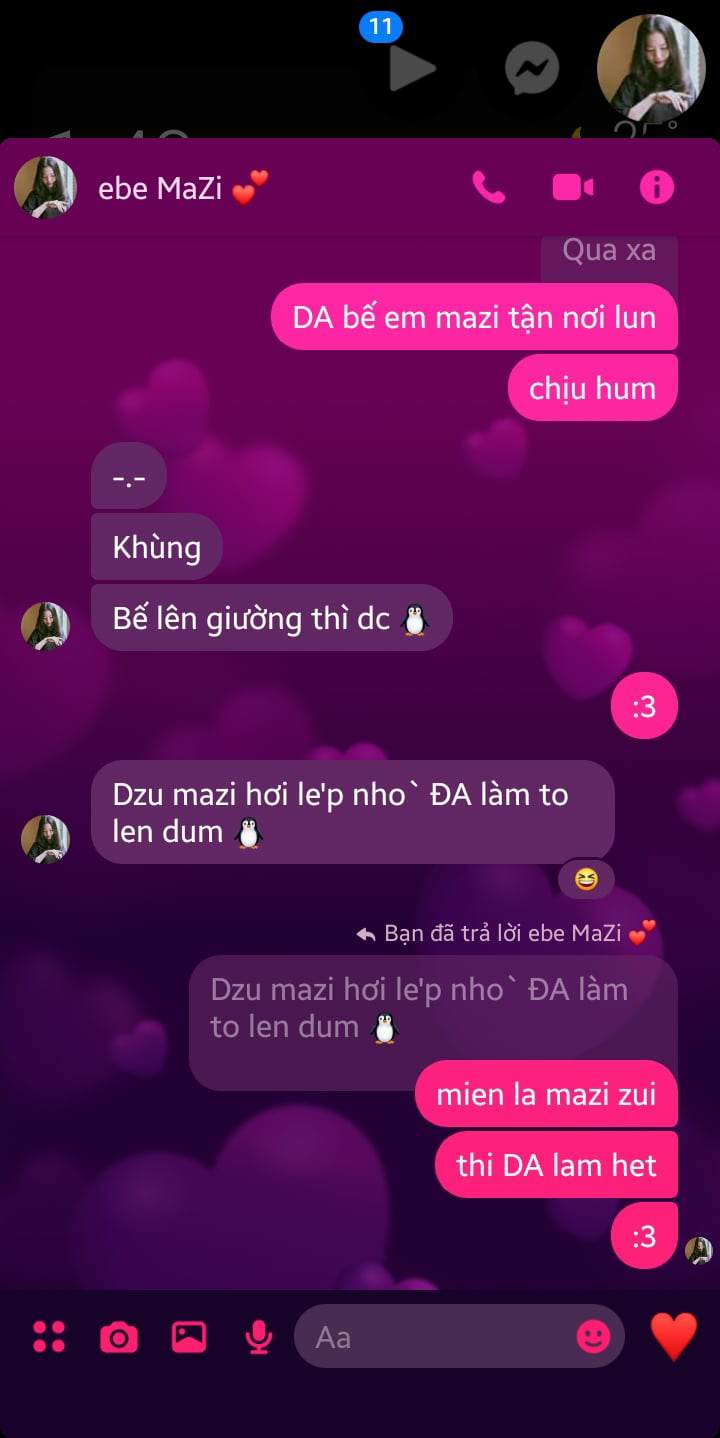 11
ebe MaZi 💕
Qua xa
DA bế em mazi tận nơi lun
chịu hum
-.-
Khùng
Bế lên giường thì dc 🐧
:3
Dzu mazi hơi le'p nho` ĐA làm to
len dum 🐧
Bạn đã trả lời ebe MaZi 💕
Dzu mazi hơi le'p nho` ĐA làm
to len dum 🐧
mien la mazi zui
thi DA lam het
:3
Aa